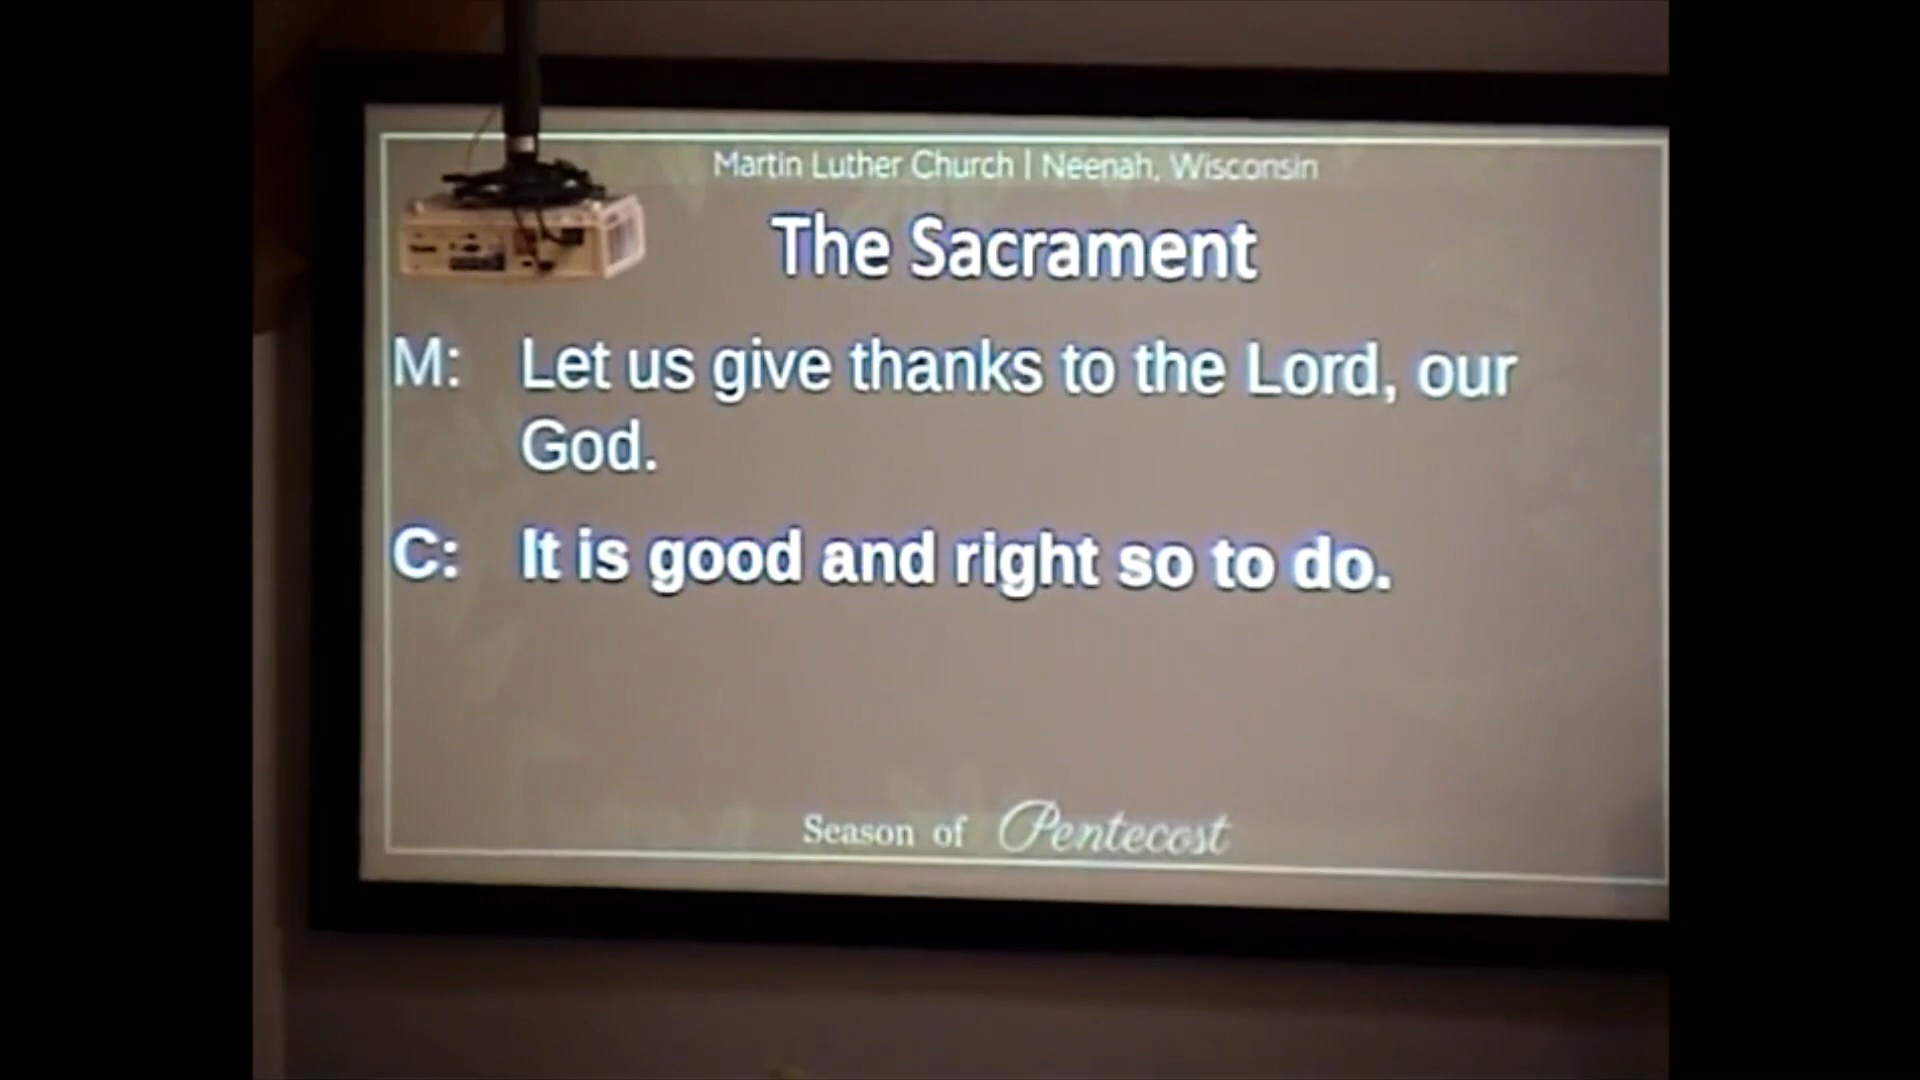 Martin Luther Church | Neenah, Wisconsin
The Sacrament
M: Let us give thanks to the Lord, our
God.
C: It is good and right so to do.
Season of Pentecost